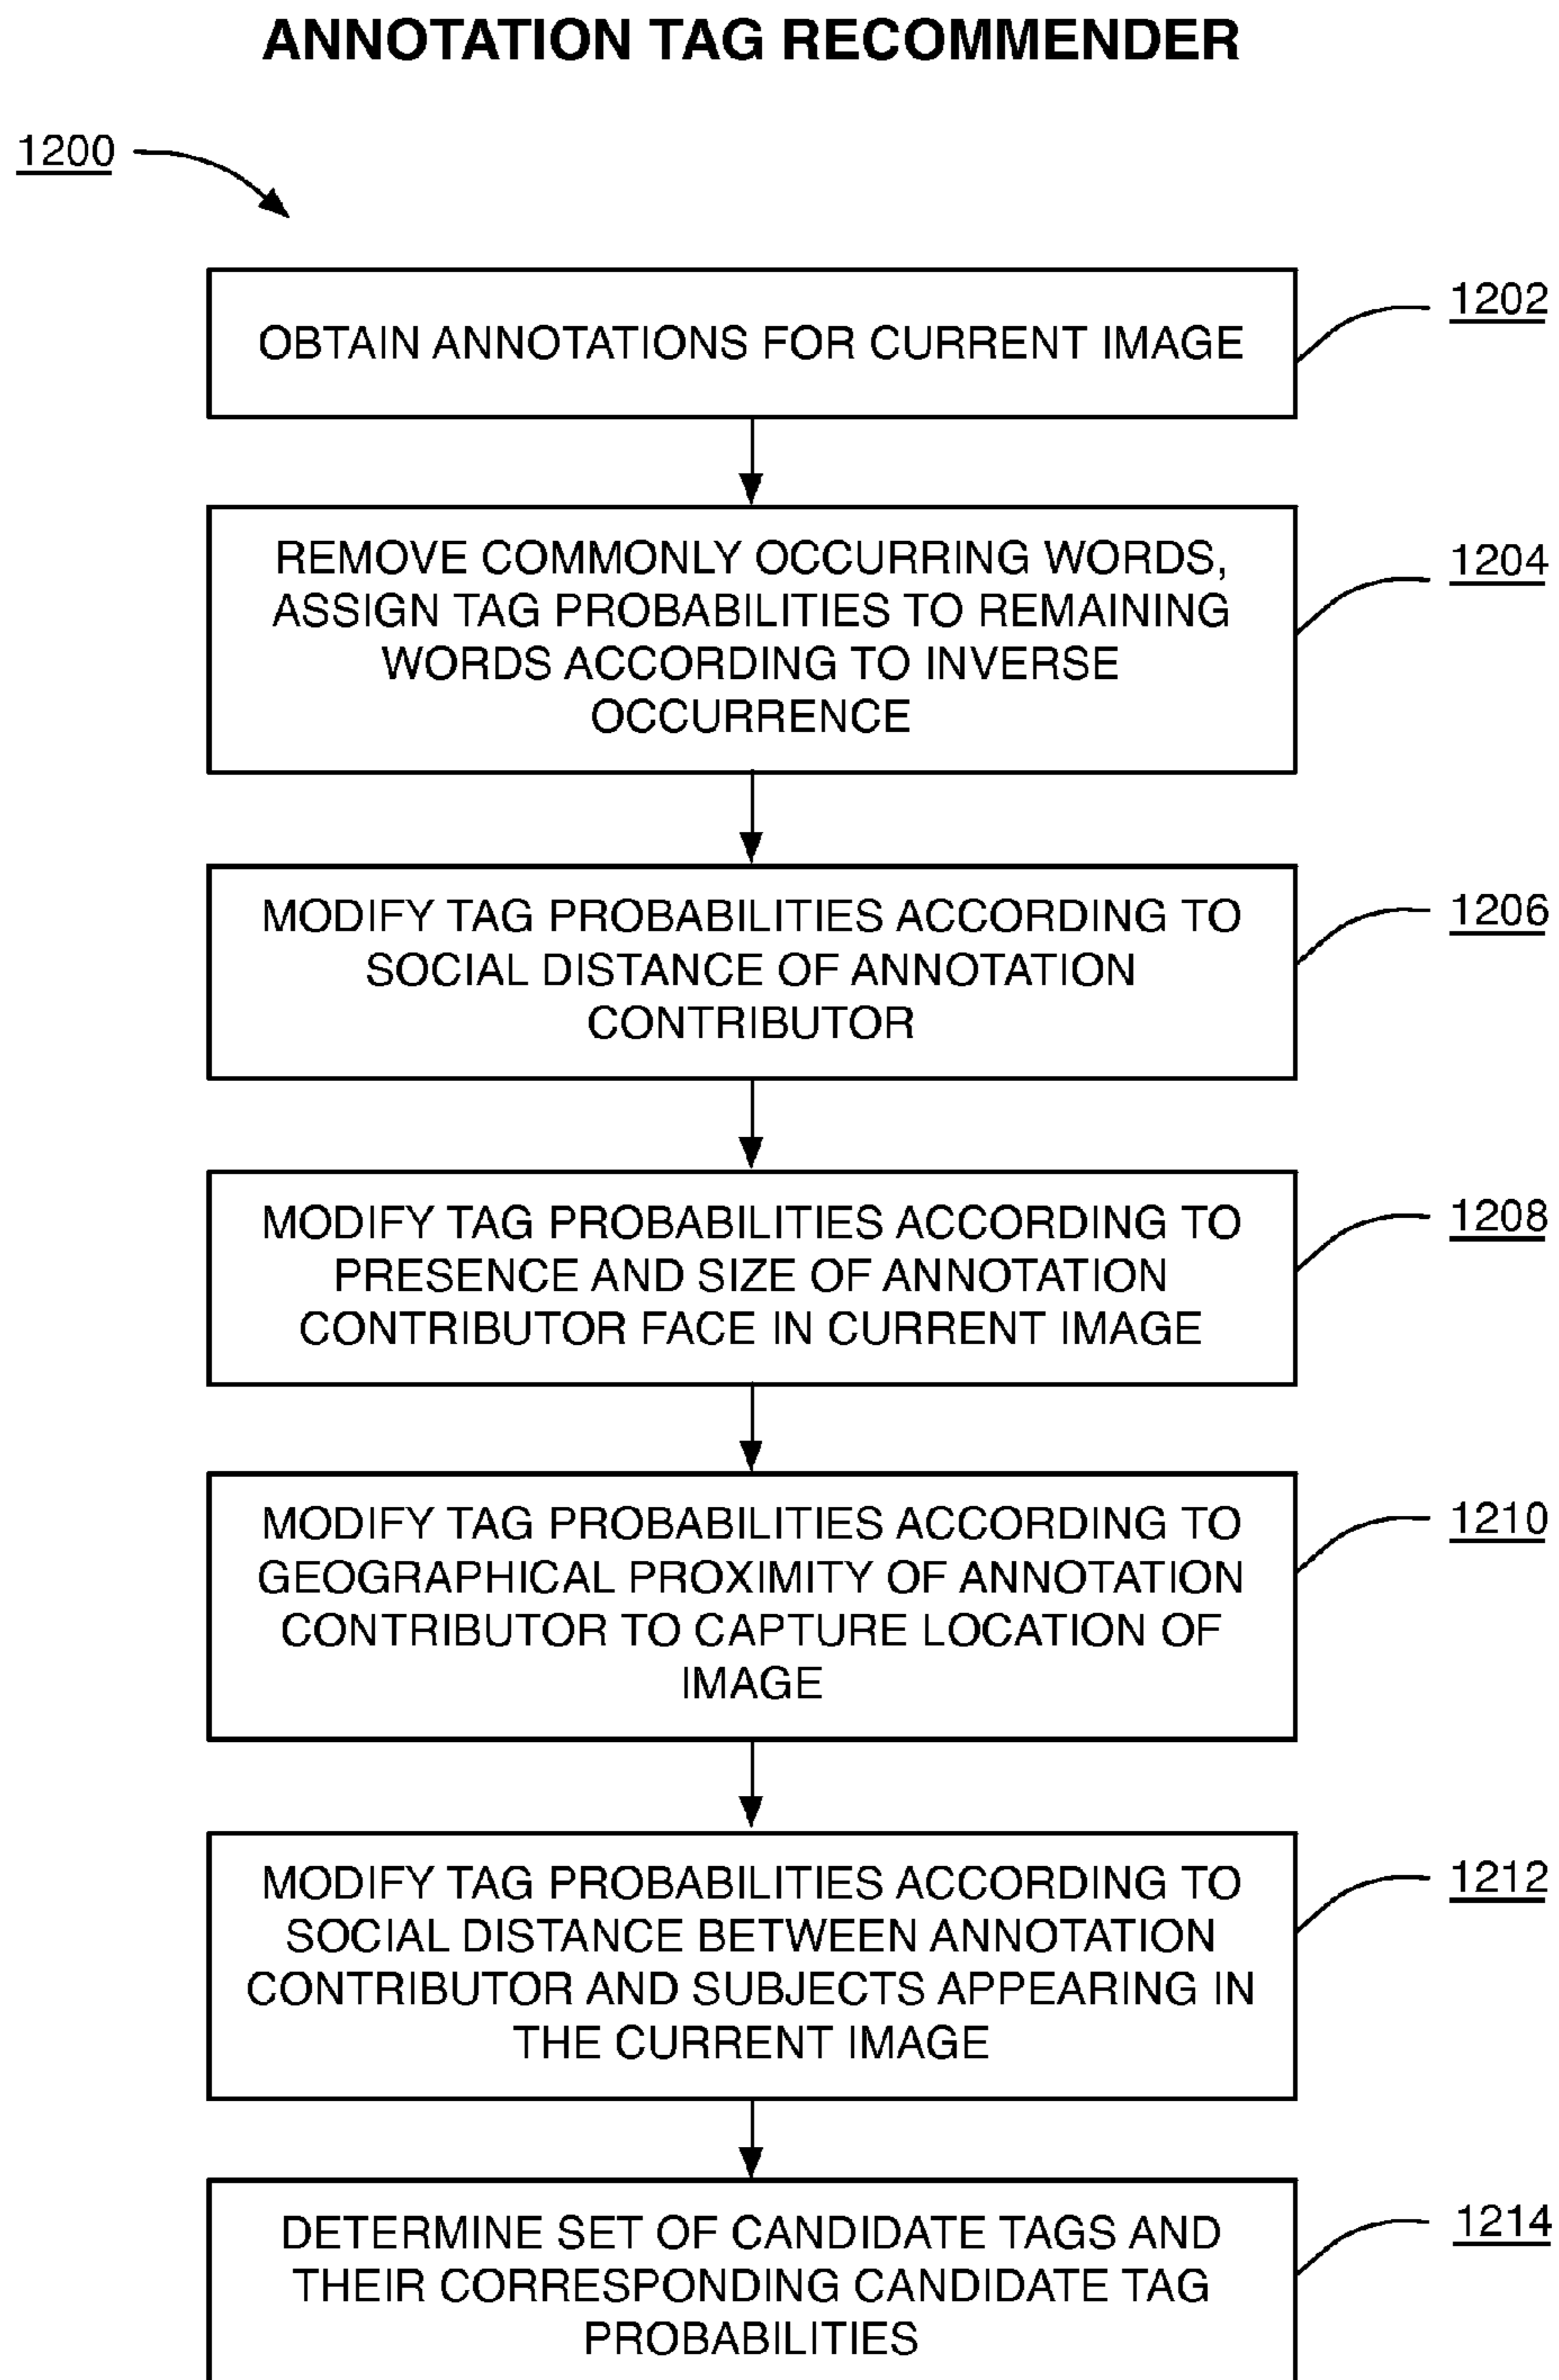 ANNOTATION TAG RECOMMENDER
1200
OBTAIN ANNOTATIONS FOR CURRENT IMAGE
1202
REMOVE COMMONLY OCCURRING WORDS,
ASSIGN TAG PROBABILITIES TO REMAINING
WORDS ACCORDING TO INVERSE
OCCURRENCE
1204
MODIFY TAG PROBABILITIES ACCORDING TO
SOCIAL DISTANCE OF ANNOTATION
CONTRIBUTOR
1206
MODIFY TAG PROBABILITIES ACCORDING TO
PRESENCE AND SIZE OF ANNOTATION
CONTRIBUTOR FACE IN CURRENT IMAGE
1208
MODIFY TAG PROBABILITIES ACCORDING TO
GEOGRAPHICAL PROXIMITY OF ANNOTATION
CONTRIBUTOR TO CAPTURE LOCATION OF
IMAGE
1210
MODIFY TAG PROBABILITIES ACCORDING TO
SOCIAL DISTANCE BETWEEN ANNOTATION
CONTRIBUTOR AND SUBJECTS APPEARING IN
THE CURRENT IMAGE
1212
DETERMINE SET OF CANDIDATE TAGS AND
THEIR CORRESPONDING CANDIDATE TAG
PROBABILITIES
1214